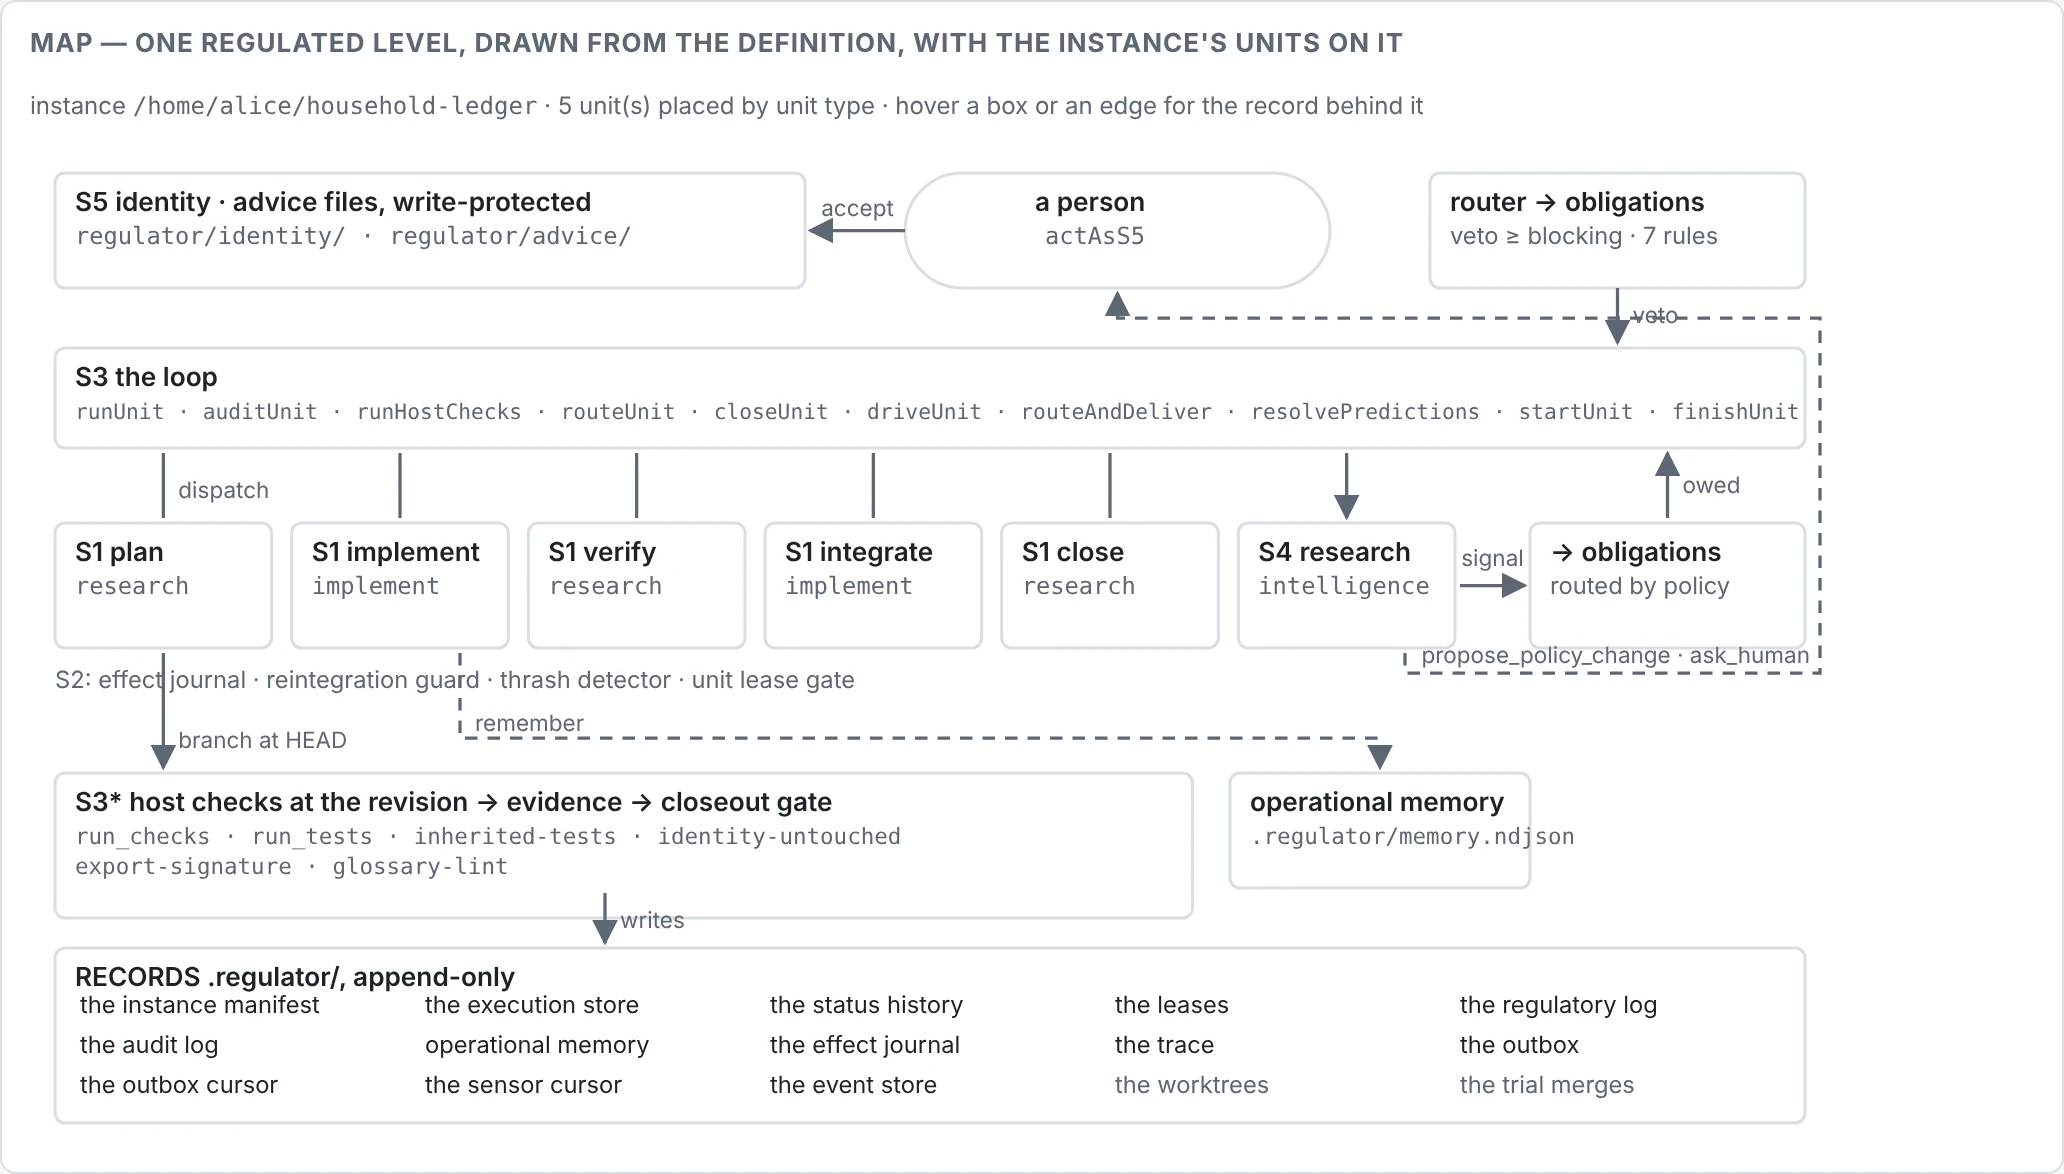 MAP — ONE REGULATED LEVEL, DRAWN FROM THE DEFINITION, WITH THE INSTANCE'S UNITS ON IT
instance /home/alice/household-ledger · 5 unit(s) placed by unit type · hover a box or an edge for the record behind it
S5 identity · advice files, write-protected
regulator/identity/ · regulator/advice/
accept
a person
actAsS5
router → obligations
veto ≥ blocking · 7 rules
veto
S3 the loop
runUnit · auditUnit · runHostChecks · routeUnit · closeUnit · driveUnit · routeAndDeliver · resolvePredictions · startUnit · finishUnit
dispatch
owed
S1 plan
research
S1 implement
implement
S1 verify
research
S1 integrate
implement
S1 close
research
S4 research
intelligence
signal
→ obligations
routed by policy
propose_policy_change · ask_human
S2: effect journal · reintegration guard · thrash detector · unit lease gate
remember
branch at HEAD
S3* host checks at the revision → evidence → closeout gate
run_checks · run_tests · inherited-tests · identity-untouched
export-signature · glossary-lint
operational memory
.regulator/memory.ndjson
writes
RECORDS .regulator/, append-only
the instance manifest
the execution store
the status history
the leases
the regulatory log
the audit log
operational memory
the effect journal
the trace
the outbox
the outbox cursor
the sensor cursor
the event store
the worktrees
the trial merges